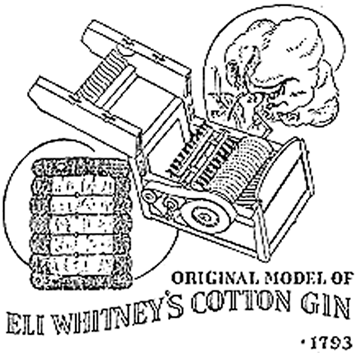 ORIGINAL MODEL OF
ELI WHITNEY'S COTTON GIN
• 1793